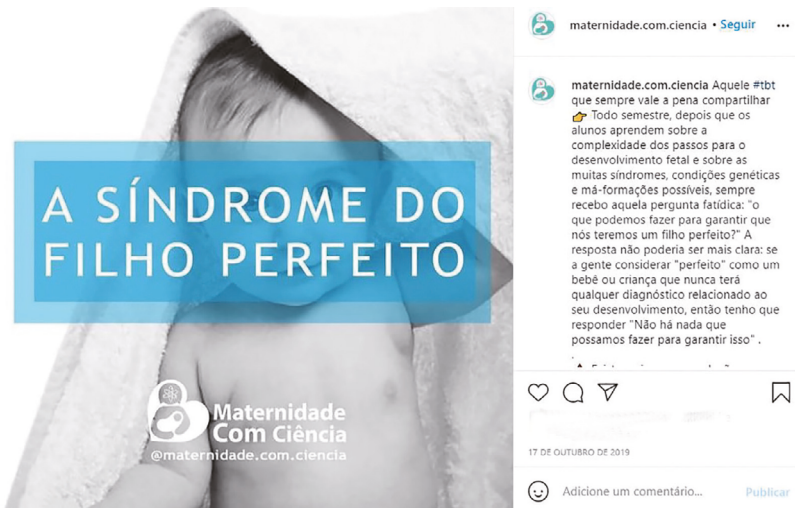 A SÍNDROME DO
FILHO PERFEITO
Maternidade
Com Ciência
@maternidade.com.ciencia
maternidade.com.ciencia • Seguir
maternidade.com.ciencia Aquele #tbt
que sempre vale a pena compartilhar
👉 Todo semestre, depois que os
alunos aprendem sobre a
complexidade dos passos para o
desenvolvimento fetal e sobre as
muitas síndromes, condições genéticas
e má-formações possíveis, sempre
recebo aquela pergunta fatídica: "o
que podemos fazer para garantir que
nós teremos um filho perfeito?" A
resposta não poderia ser mais clara: se
a gente considerar "perfeito" como um
bebê ou criança que nunca terá
qualquer diagnóstico relacionado ao
seu desenvolvimento, então tenho que
responder "Não há nada que
possamos fazer para garantir isso" .
.
17 DE OUTUBRO DE 2019
Adicione um comentário...
Publicar